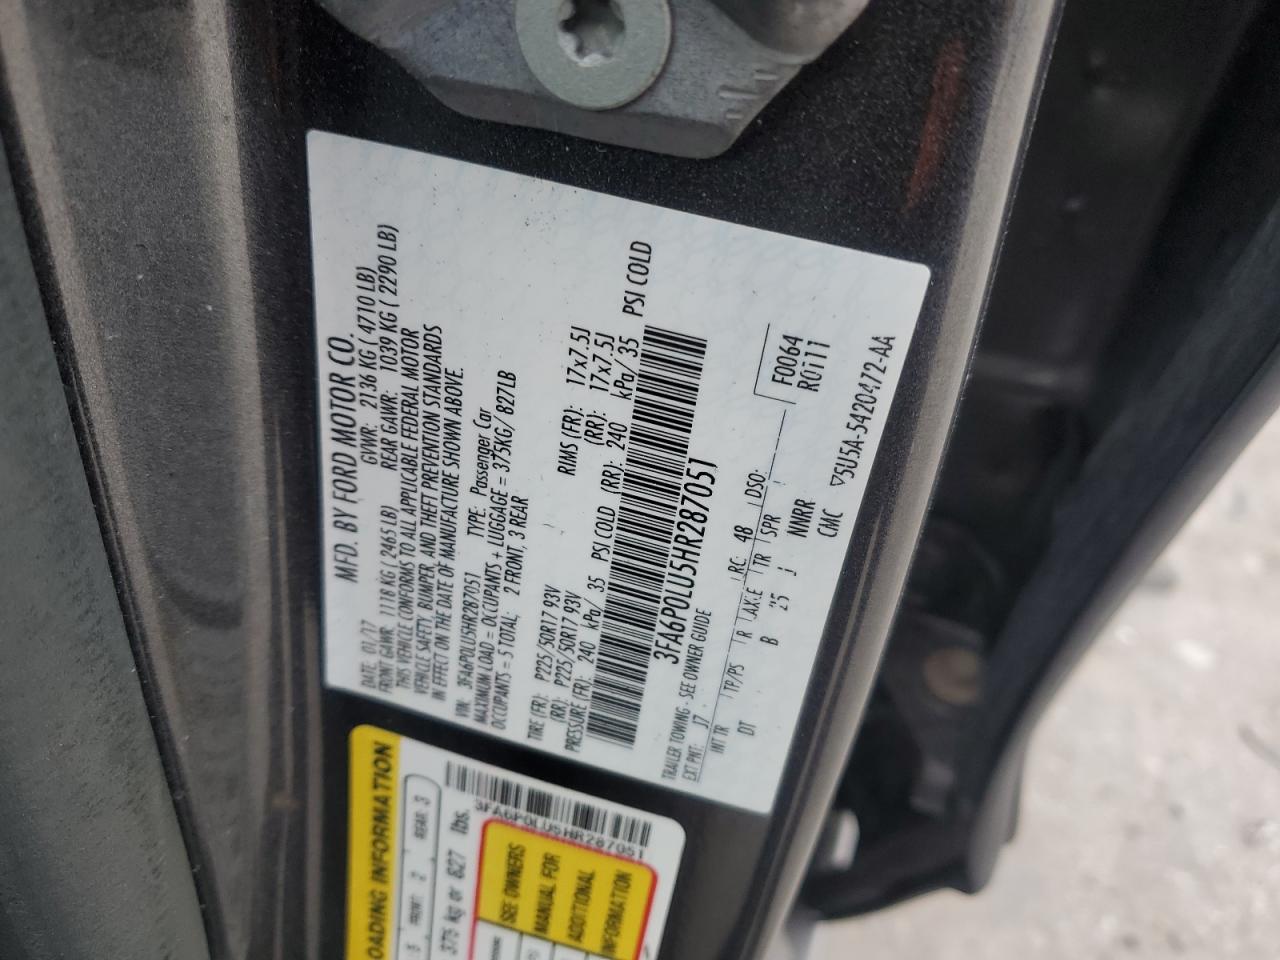 MFD. BY FORD MOTOR CO.
DATE: 01/17 GVWR: 2136 KG ( 4710 LB)
FRONT GAWR: 1118 KG ( 2465 LB) REAR GAWR: 1039 KG ( 2290 LB)
THIS VEHICLE CONFORMS TO ALL APPLICABLE FEDERAL MOTOR
VEHICLE SAFETY, BUMPER, AND THEFT PREVENTION STANDARDS
IN EFFECT ON THE DATE OF MANUFACTURE SHOWN ABOVE.
VIN: 3FA6P0LU5HR287051 TYPE: Passenger Car
MAXIMUM LOAD = OCCUPANTS + LUGGAGE = 375KG/ 827LB
OCCUPANTS = 5 TOTAL; 2 FRONT, 3 REAR
TIRE (FR): P225/50R17 93V RIMS (FR): 17x7.5J
(RR): P225/50R17 93V (RR): 17x7.5J
PRESSURE (FR): 240 kPa/ 35 PSI COLD (RR): 240 kPa/ 35 PSI COLD
3FA6P0LU5HR287051
TRAILER TOWING - SEE OWNER GUIDE
EXT PNT: J7 RC: 48 DSO: F0064
R0111
INT TR TP/PS R AXLE TR SPR
DT B 25 J NNRR
CMC ▽5U5A-5420472-AA
3FA6P0LU5HR287051
OADING INFORMATION
5 FRONT 2 REAR 3
375 kg or 827 lbs.
SEE OWNERS
MANUAL FOR
ADDITIONAL
INFORMATION